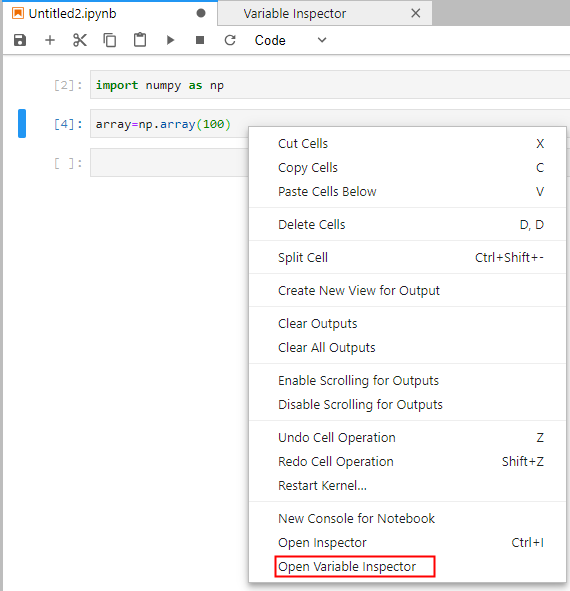 Untitled2.ipynb
Variable Inspector
Code
[2]: import numpy as np
[4]: array=np.array(100)
[ ]:
Cut Cells X
Copy Cells C
Paste Cells Below V
Delete Cells D, D
Split Cell Ctrl+Shift+-
Create New View for Output
Clear Outputs
Clear All Outputs
Enable Scrolling for Outputs
Disable Scrolling for Outputs
Undo Cell Operation Z
Redo Cell Operation Shift+Z
Restart Kernel...
New Console for Notebook
Open Inspector Ctrl+I
Open Variable Inspector